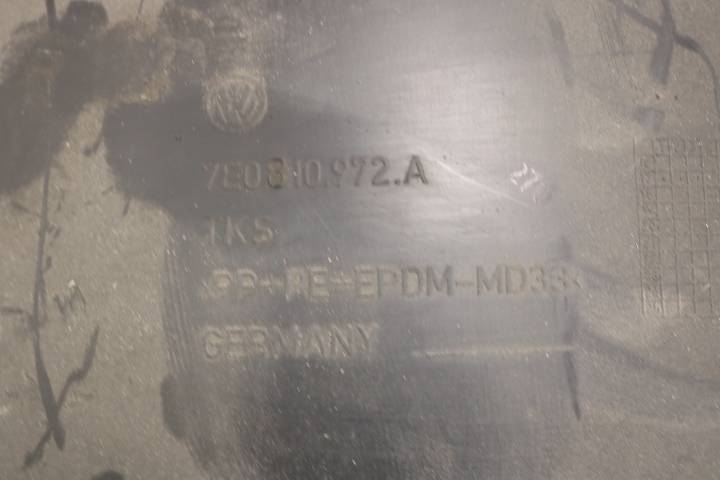 7E0810.972.A
TKS
>PP+PE+EPDM-MD33<
GERMANY